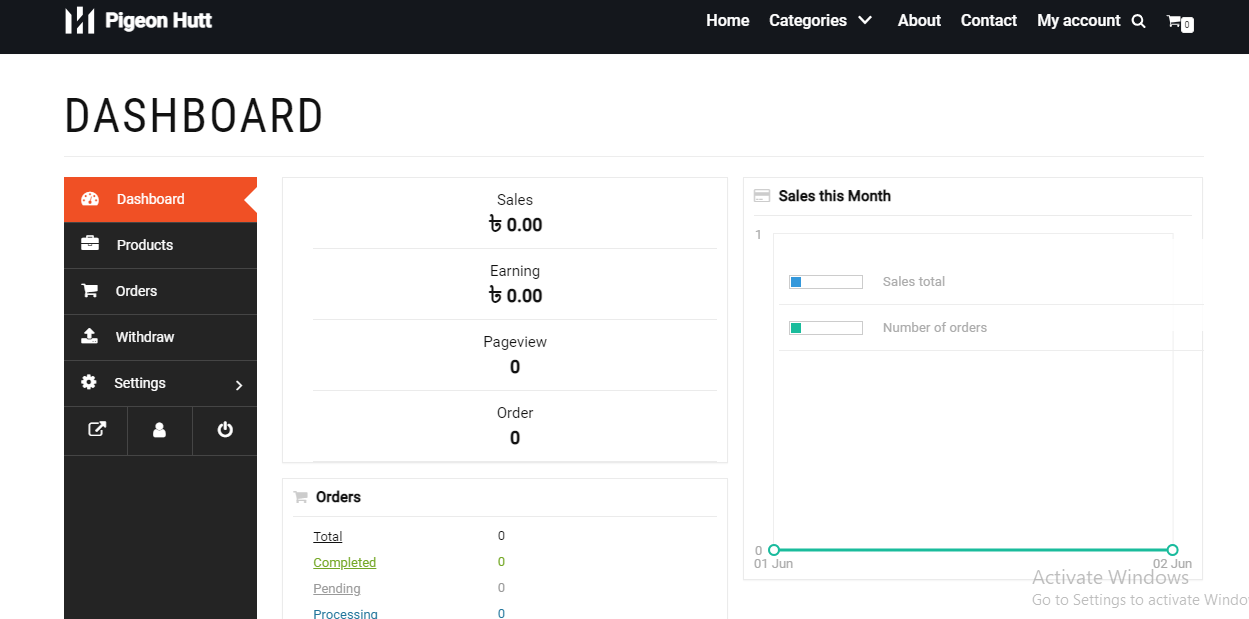 Pigeon Hutt
Home Categories About Contact My account 0
DASHBOARD
Dashboard
Products
Orders
Withdraw
Settings
Sales
৳ 0.00
Earning
৳ 0.00
Pageview
0
Order
0
Orders
Total 0
Completed 0
Pending 0
Processing 0
Sales this Month
1
Sales total
Number of orders
0
01 Jun 02 Jun
Activate Windows
Go to Settings to activate Windo